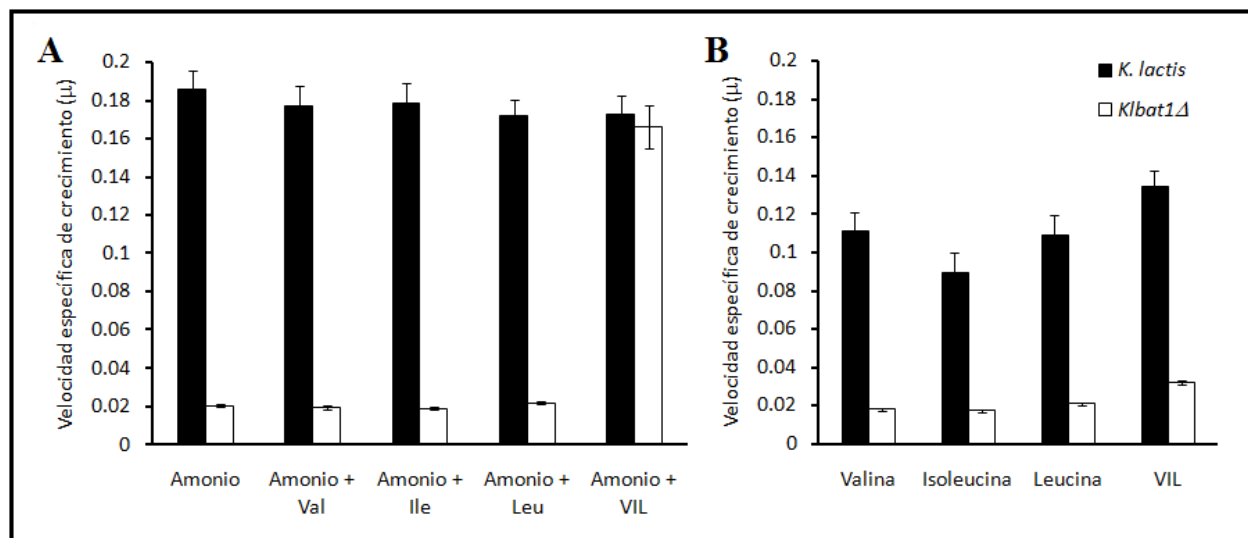 A
Velocidad específica de crecimiento (µ)
0.2
0.18
0.16
0.14
0.12
0.1
0.08
0.06
0.04
0.02
0
Amonio
Amonio +
Val
Amonio +
Ile
Amonio +
Leu
Amonio +
VIL
B
Velocidad específica de crecimiento (µ)
0.2
0.18
0.16
0.14
0.12
0.1
0.08
0.06
0.04
0.02
0
K. lactis
Klbat1Δ
Valina
Isoleucina
Leucina
VIL